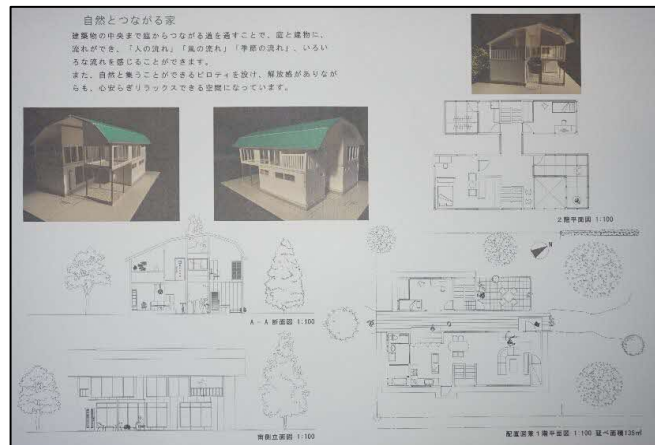 自然とつながる家
建築物の中央まで庭からつながる道を通すことで、庭と建物に、
流れができ、「人の流れ」「風の流れ」「季節の流れ」、いろい
ろな流れを感じることができます。
また、自然と集うことができるピロティを設け、解放感がありなが
らも、心安らぎリラックスできる空間になっています。
2階平面図 1:100
N
A - A 断面図 1:100
南側立面図 1:100
配置図兼1階平面図 1:100 延べ面積135㎡